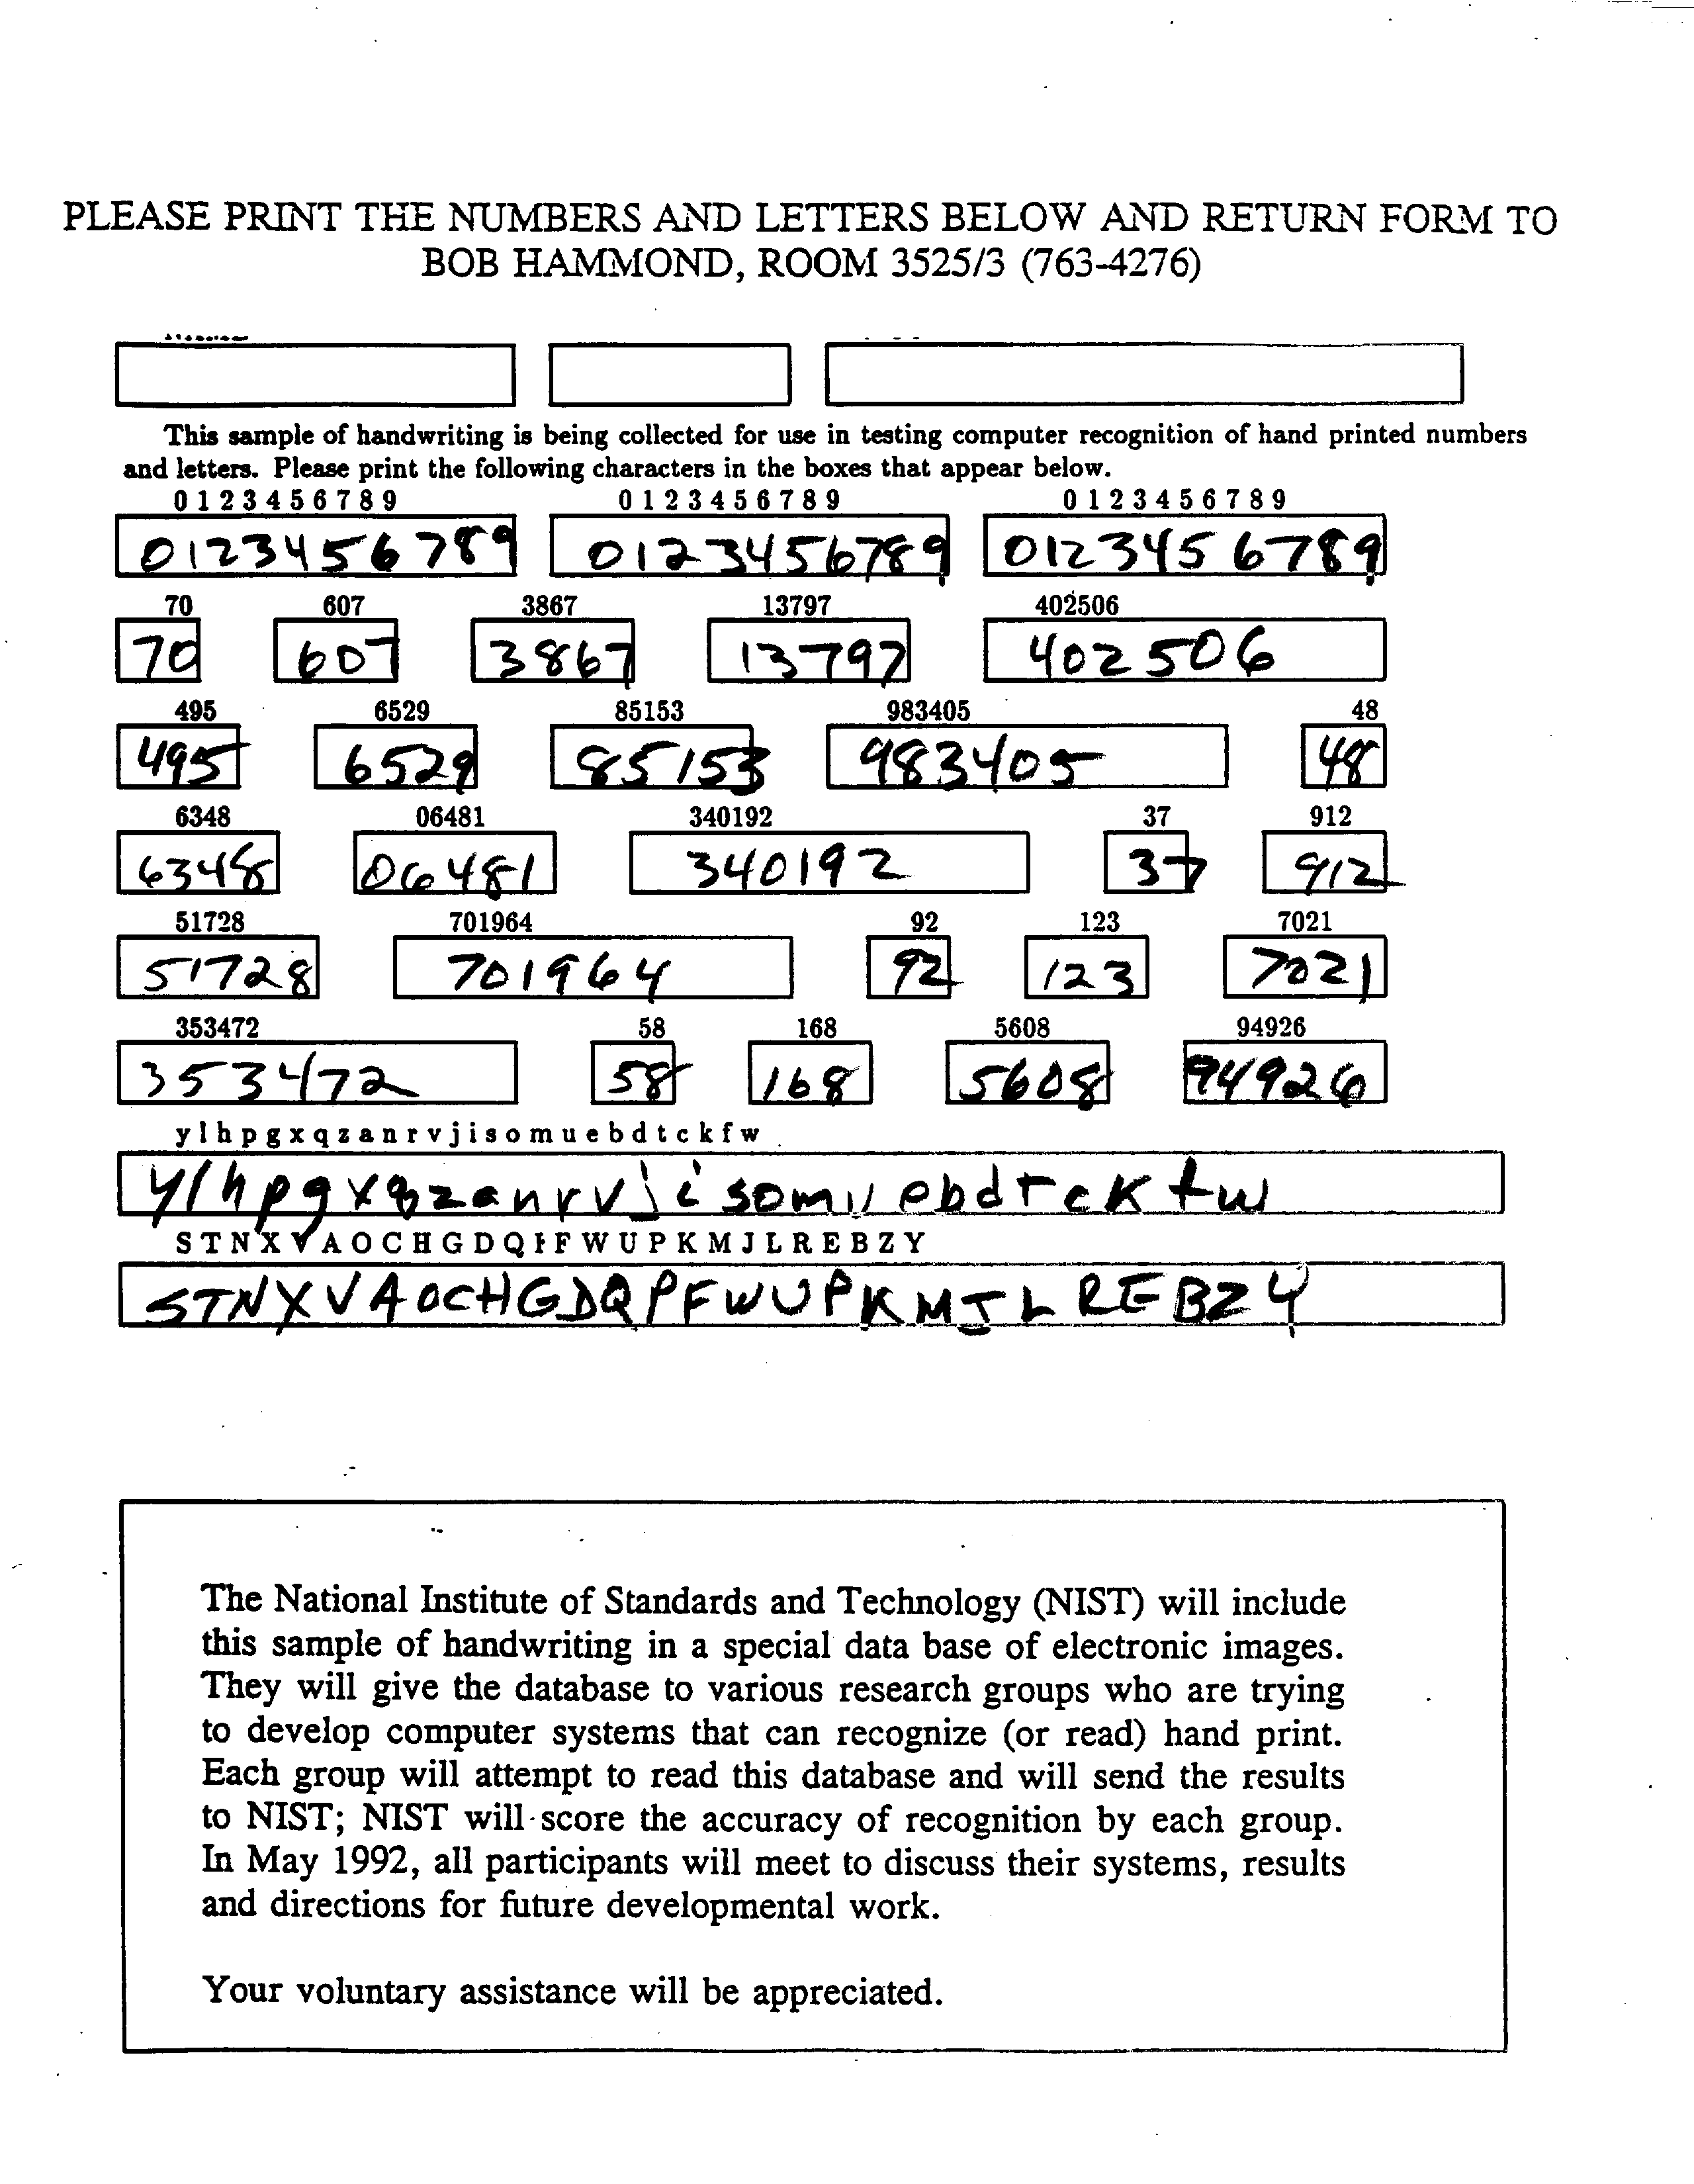 PLEASE PRINT THE NUMBERS AND LETTERS BELOW AND RETURN FORM TO
BOB HAMMOND, ROOM 3525/3 (763-4276)
This sample of handwriting is being collected for use in testing computer recognition of hand printed numbers
and letters. Please print the following characters in the boxes that appear below.
0 1 2 3 4 5 6 7 8 9 0 1 2 3 4 5 6 7 8 9 0 1 2 3 4 5 6 7 8 9
0123456789 0123456789 0123456789
70 607 3867 13797 402506
70 607 3867 13797 402506
495 6529 85153 983405 48
495 6529 85153 983405 48
6348 06481 340192 37 912
6348 06481 340192 37 912
51728 701964 92 123 7021
51728 701964 92 123 7021
353472 58 168 5608 94926
353472 58 168 5608 94926
y l h p g x q z a n r v j i s o m u e b d t c k f w
y l h p g x q z a n r v j i s o m u e b d t c k f w
S T N X V A O C H G D Q I F W U P K M J L R E B Z Y
S T N X V A O C H G D Q P F W U P K M J L R E B Z Y
The National Institute of Standards and Technology (NIST) will include
this sample of handwriting in a special data base of electronic images.
They will give the database to various research groups who are trying
to develop computer systems that can recognize (or read) hand print.
Each group will attempt to read this database and will send the results
to NIST; NIST will score the accuracy of recognition by each group.
In May 1992, all participants will meet to discuss their systems, results
and directions for future developmental work.
Your voluntary assistance will be appreciated.